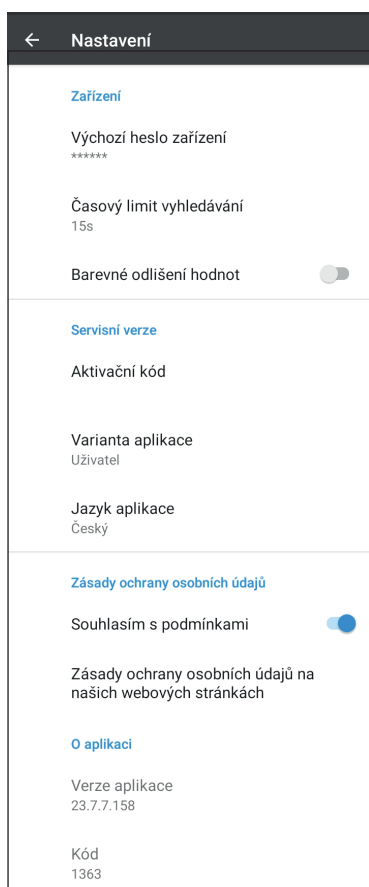 Nastavení
Zařízení
Výchozí heslo zařízení
******
Časový limit vyhledávání
15s
Barevné odlišení hodnot
Servisní verze
Aktivační kód
Varianta aplikace
Uživatel
Jazyk aplikace
Český
Zásady ochrany osobních údajů
Souhlasím s podmínkami
Zásady ochrany osobních údajů na
našich webových stránkách
O aplikaci
Verze aplikace
23.7.7.158
Kód
1363